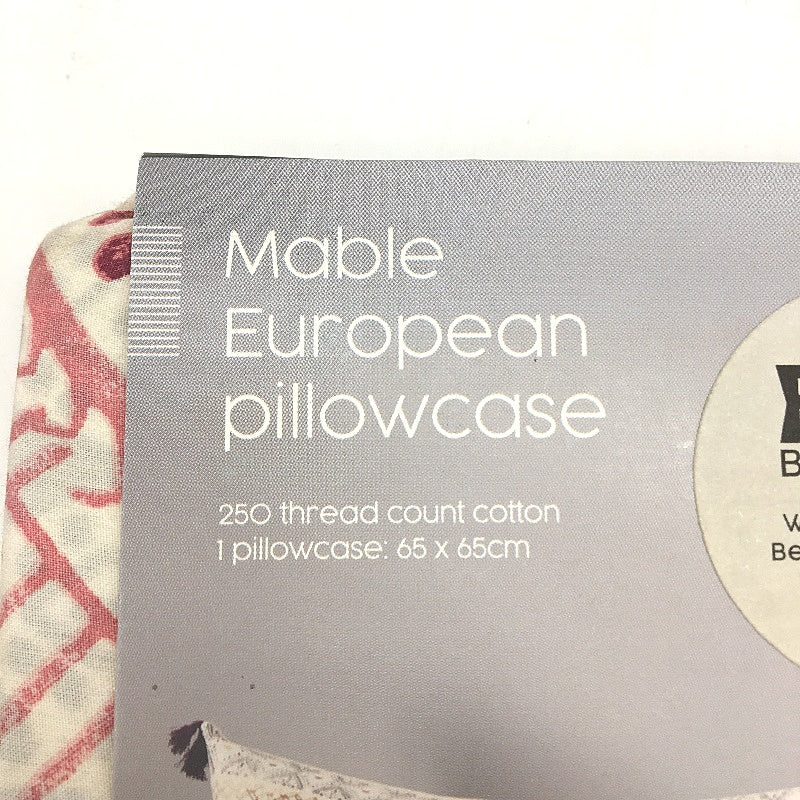 Mable
European
pillowcase
250 thread count cotton
1 pillowcase: 65 x 65cm